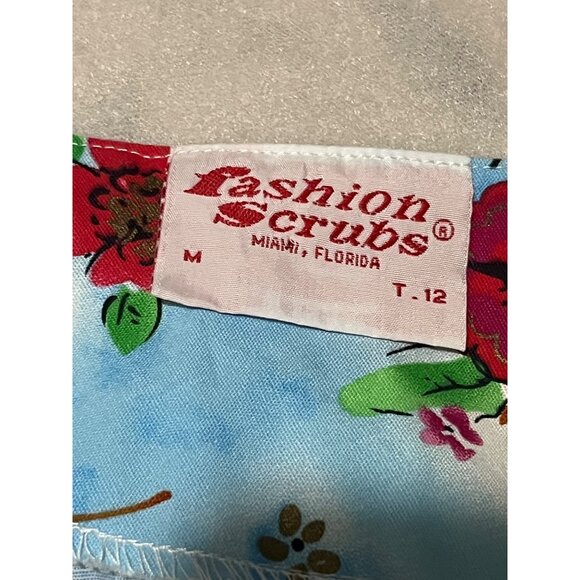 fashion
Scrubs®
MIAMI, FLORIDA
M
T.12